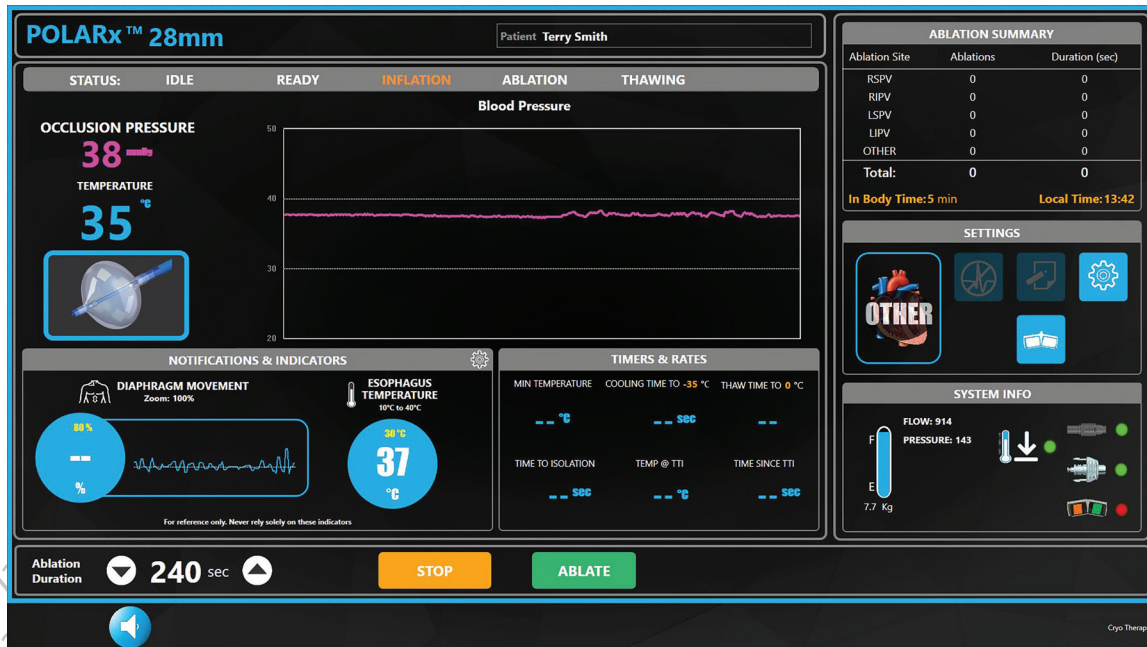 POLARx™ 28mm
Patient Terry Smith
STATUS: IDLE READY INFLATION ABLATION THAWING
Blood Pressure
OCCLUSION PRESSURE
38 mmHg
TEMPERATURE
35 °C
50
40
30
20
NOTIFICATIONS & INDICATORS
DIAPHRAGM MOVEMENT
Zoom: 100%
80 %
--
%
For reference only. Never rely solely on these indicators
ESOPHAGUS
TEMPERATURE
10°C to 40°C
30 °C
37
°C
TIMERS & RATES
MIN TEMPERATURE COOLING TIME TO -35 °C THAW TIME TO 0 °C
-- °C -- sec --
TIME TO ISOLATION TEMP @ TTI TIME SINCE TTI
-- sec -- °C -- sec
ABLATION SUMMARY
Ablation Site Ablations Duration (sec)
RSPV 0 0
RIPV 0 0
LSPV 0 0
LIPV 0 0
OTHER 0 0
Total: 0 0
In Body Time: 5 min Local Time: 13:42
SETTINGS
OTHER
SYSTEM INFO
FLOW: 914
PRESSURE: 143
F
E
7.7 Kg
Ablation
Duration
240 sec
STOP
ABLATE
Cryo Therap